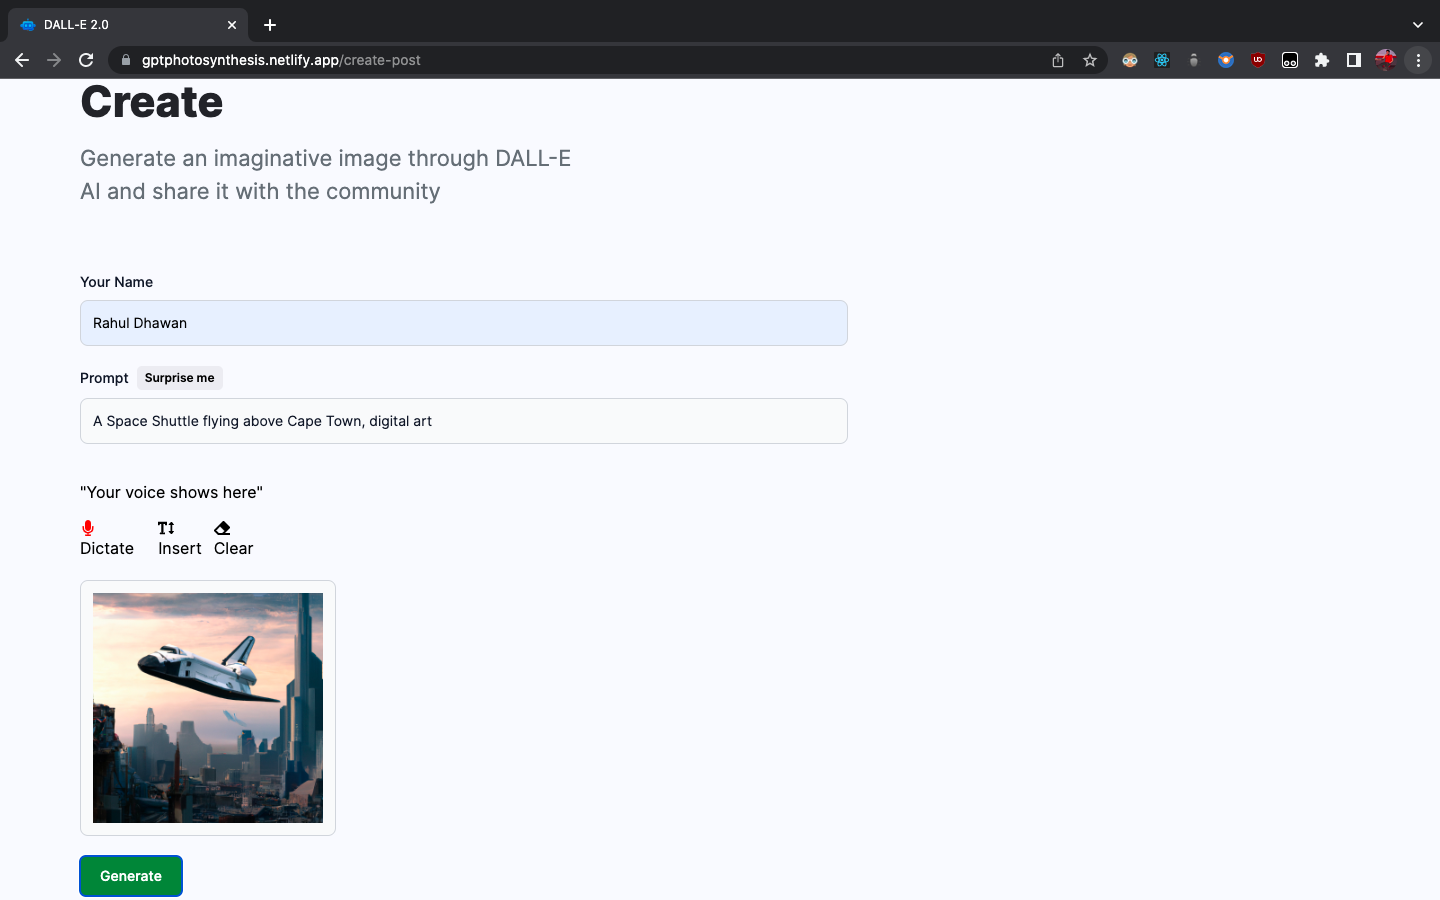 DALL-E 2.0
gptphotosynthesis.netlify.app/create-post
Create
Generate an imaginative image through DALL-E
AI and share it with the community
Your Name
Rahul Dhawan
Prompt Surprise me
A Space Shuttle flying above Cape Town, digital art
"Your voice shows here"
Dictate Insert Clear
Generate